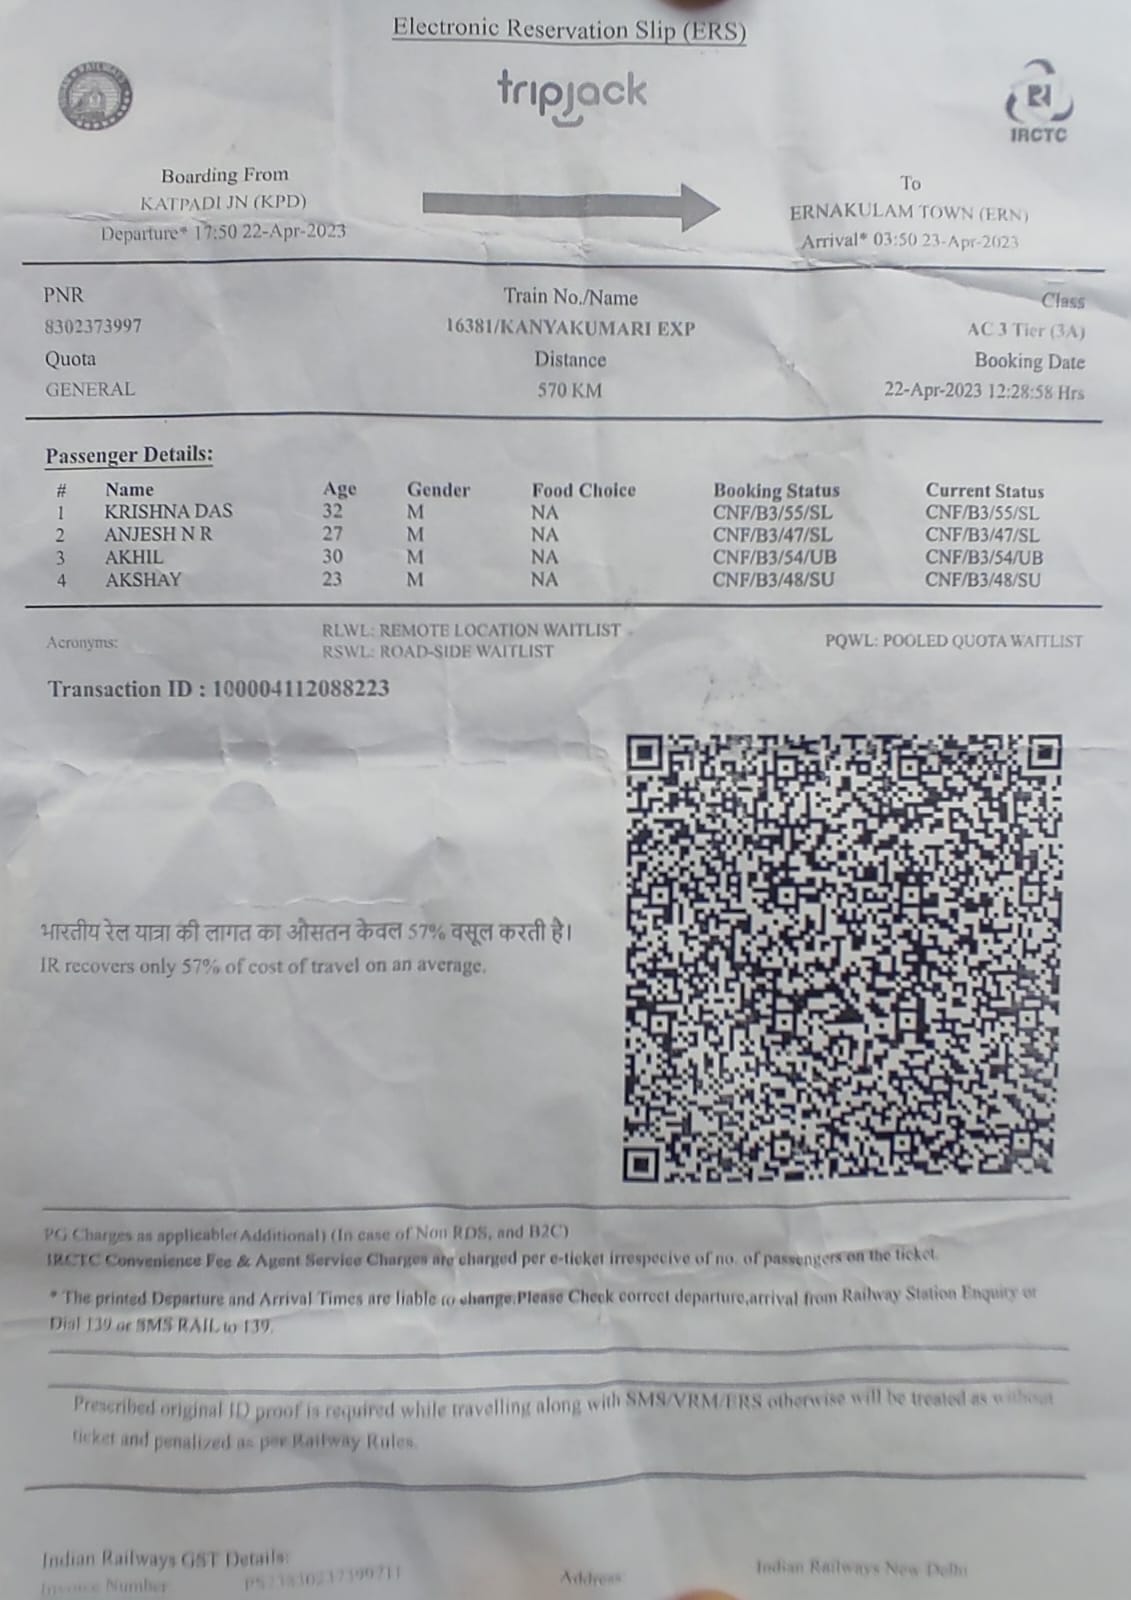 Electronic Reservation Slip (ERS)
tripjack
IRCTC
Boarding From
KATPADI JN (KPD)
Departure* 17:50 22-Apr-2023
To
ERNAKULAM TOWN (ERN)
Arrival* 03:50 23-Apr-2023
PNR Train No./Name Class
8302373997 16381/KANYAKUMARI EXP AC 3 Tier (3A)
Quota Distance Booking Date
GENERAL 570 KM 22-Apr-2023 12:28:58 Hrs
Passenger Details:
# Name Age Gender Food Choice Booking Status Current Status
1 KRISHNA DAS 32 M NA CNF/B3/55/SL CNF/B3/55/SL
2 ANJESH N R 27 M NA CNF/B3/47/SL CNF/B3/47/SL
3 AKHIL 30 M NA CNF/B3/54/UB CNF/B3/54/UB
4 AKSHAY 23 M NA CNF/B3/48/SU CNF/B3/48/SU
Acronyms: RLWL: REMOTE LOCATION WAITLIST PQWL: POOLED QUOTA WAITLIST
RSWL: ROAD-SIDE WAITLIST
Transaction ID : 100004112088223
भारतीय रेल यात्रा की लागत का औसतन केवल 57% वसूल करती है।
IR recovers only 57% of cost of travel on an average.
PG Charges as applicable(Additional) (In case of Non RDS, and B2C)
IRCTC Convenience Fee & Agent Service Charges are charged per e-ticket irrespecive of no. of passengers on the ticket.
* The printed Departure and Arrival Times are liable to change.Please Check correct departure,arrival from Railway Station Enquiry or
Dial 139 or SMS RAIL to 139.
Prescribed original ID proof is required while travelling along with SMS/VRM/ERS otherwise will be treated as without
ticket and penalized as per Railway Rules.
Indian Railways GST Details:
Invoice Number Address: Indian Railways New Delhi